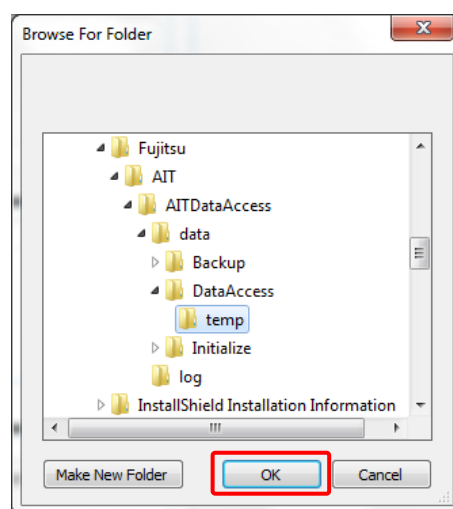 Browse For Folder
Fujitsu
AIT
AITDataAccess
data
Backup
DataAccess
temp
Initialize
log
InstallShield Installation Information
Make New Folder OK Cancel